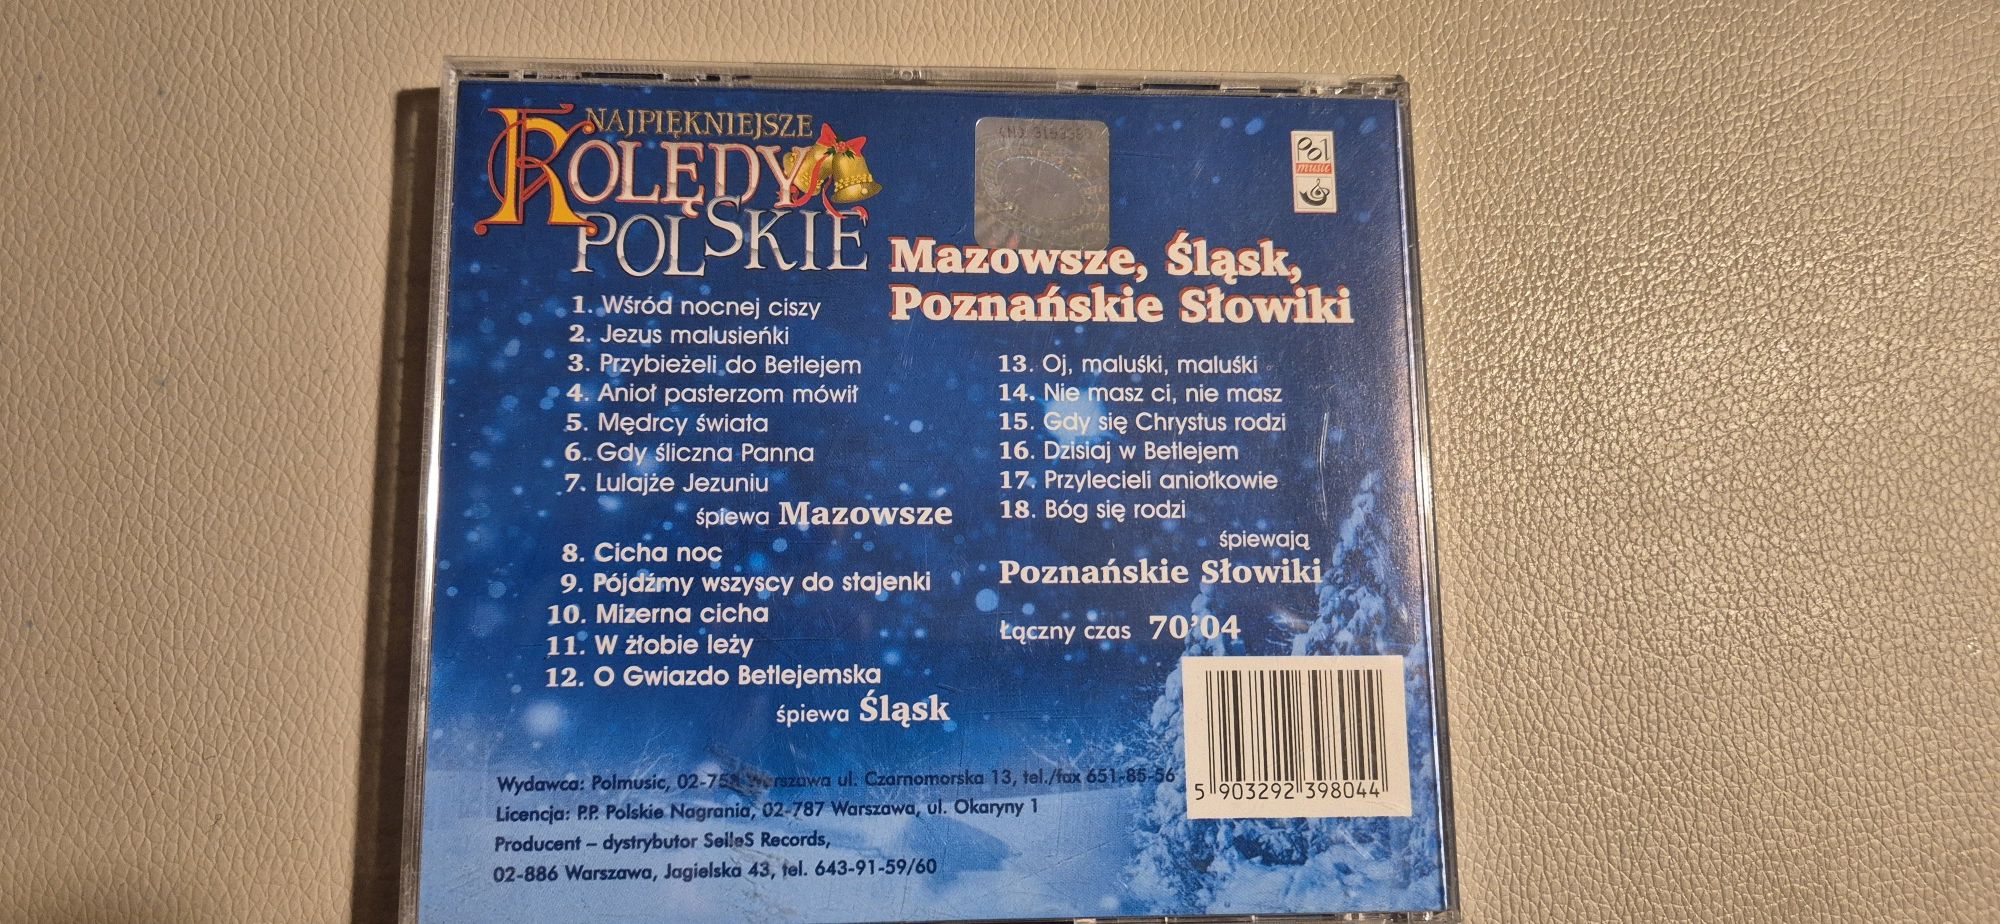 NAJPIĘKNIEJSZE
KOLĘDY
POLSKIE
Pol
music
Mazowsze, Śląsk,
Poznańskie Słowiki
1. Wśród nocnej ciszy
2. Jezus malusieńki
3. Przybieżeli do Betlejem
4. Anioł pasterzom mówił
5. Mędrcy świata
6. Gdy śliczna Panna
7. Lulajże Jezuniu
śpiewa Mazowsze
8. Cicha noc
9. Pójdźmy wszyscy do stajenki
10. Mizerna cicha
11. W żłobie leży
12. O Gwiazdo Betlejemska
śpiewa Śląsk
13. Oj, maluśki, maluśki
14. Nie masz ci, nie masz
15. Gdy się Chrystus rodzi
16. Dzisiaj w Betlejem
17. Przylecieli aniołkowie
18. Bóg się rodzi
śpiewają
Poznańskie Słowiki
Łączny czas 70'04
Wydawca: Polmusic, Warszawa ul. Czarnomorska 13, tel./fax 651-85-56
Licencja: P.P. Polskie Nagrania, 02-787 Warszawa, ul. Okaryny 1
Producent – dystrybutor SelleS Records,
02-886 Warszawa, Jagielska 43, tel. 643-91-59/60
5 903292 398044